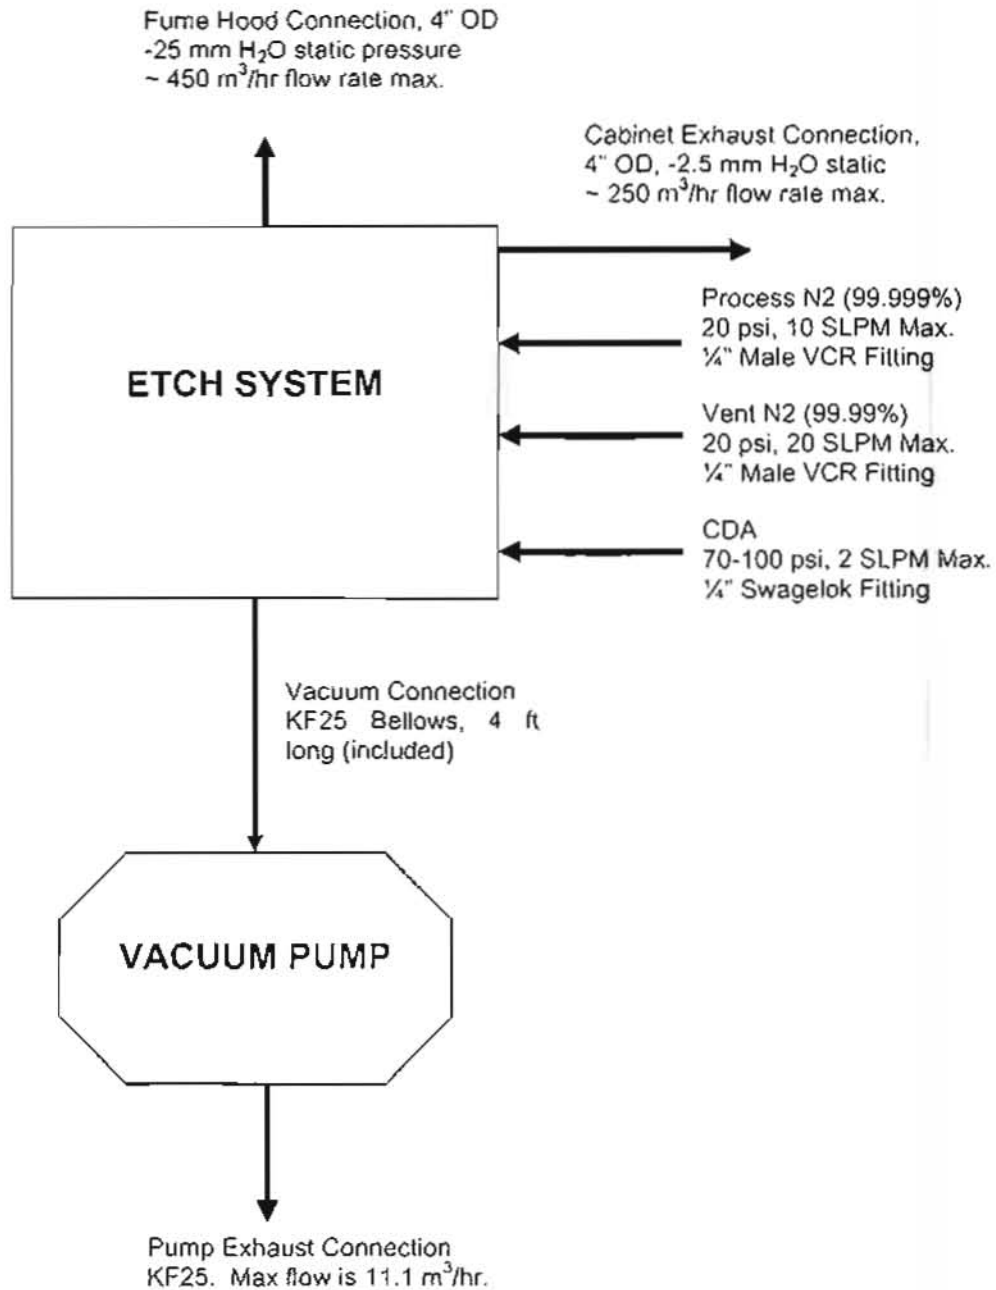 Fume Hood Connection, 4" OD
-25 mm H₂O static pressure
~ 450 m³/hr flow rate max.
Cabinet Exhaust Connection,
4" OD, -2.5 mm H₂O static
~ 250 m³/hr flow rate max.
Process N2 (99.999%)
20 psi, 10 SLPM Max.
¼" Male VCR Fitting
ETCH SYSTEM
Vent N2 (99.99%)
20 psi, 20 SLPM Max.
¼" Male VCR Fitting
CDA
70-100 psi, 2 SLPM Max.
¼" Swagelok Fitting
Vacuum Connection
KF25 Bellows, 4 ft
long (included)
VACUUM PUMP
Pump Exhaust Connection
KF25. Max flow is 11.1 m³/hr.